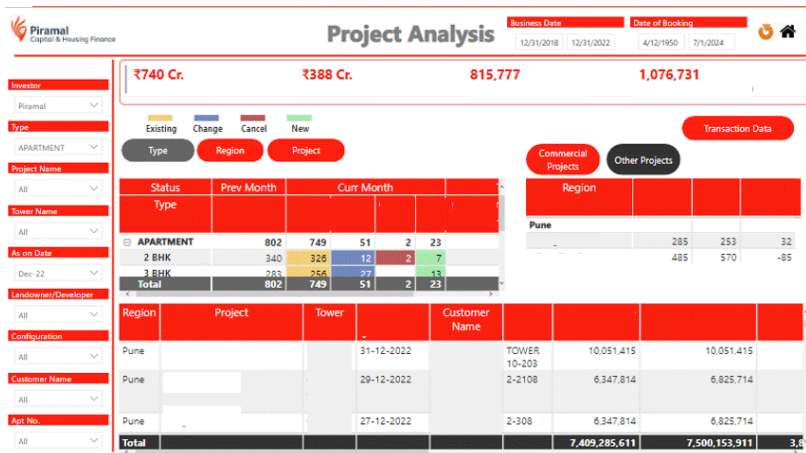 Piramal
Capital & Housing Finance
Project Analysis
Business Date
12/31/2018 12/31/2022
Date of Booking
4/12/1950 7/1/2024
₹740 Cr. ₹388 Cr. 815,777 1,076,731
Investor
Piramal
Type
APARTMENT
Project Name
All
Tower Name
All
As on Date
Dec-22
Landowner/Developer
All
Configuration
All
Customer Name
All
Apt No.
All
Existing Change Cancel New
Type Region Project
Transaction Data
Commercial Projects
Other Projects
Status Prev Month Curr Month
Type
APARTMENT 802 749 51 2 23
2 BHK 340 326 12 2 7
3 BHK 283 256 27 13
Total 802 749 51 2 23
Region
Pune
285 253 32
485 570 -85
Region Project Tower Customer Name
Pune 31-12-2022 TOWER 10-203 10,051,415 10,051,415
Pune 29-12-2022 2-2108 6,347,814 6,825,714
Pune 27-12-2022 2-308 6,347,814 6,825,714
Total 7,409,285,611 7,500,153,911 3,8